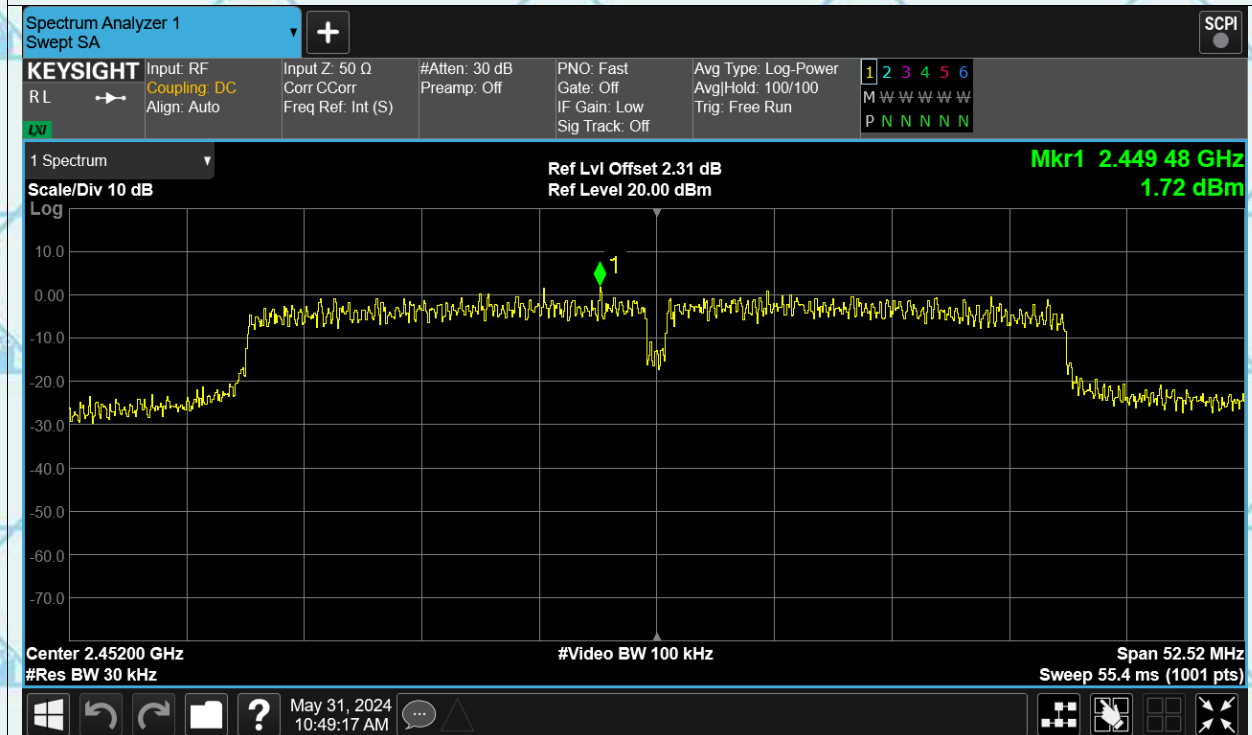 Spectrum Analyzer 1
Swept SA
SCPI
KEYSIGHT
R L
LXI
Input: RF
Coupling: DC
Align: Auto
Input Z: 50 Ω
Corr CCorr
Freq Ref: Int (S)
#Atten: 30 dB
Preamp: Off
PNO: Fast
Gate: Off
IF Gain: Low
Sig Track: Off
Avg Type: Log-Power
Avg|Hold: 100/100
Trig: Free Run
1 2 3 4 5 6
M W W W W W W
P N N N N N N
1 Spectrum
Scale/Div 10 dB
Log
Ref Lvl Offset 2.31 dB
Ref Level 20.00 dBm
Mkr1 2.449 48 GHz
1.72 dBm
1
10.0
0.00
-10.0
-20.0
-30.0
-40.0
-50.0
-60.0
-70.0
Center 2.45200 GHz
#Res BW 30 kHz
#Video BW 100 kHz
Span 52.52 MHz
Sweep 55.4 ms (1001 pts)
?
May 31, 2024
10:49:17 AM